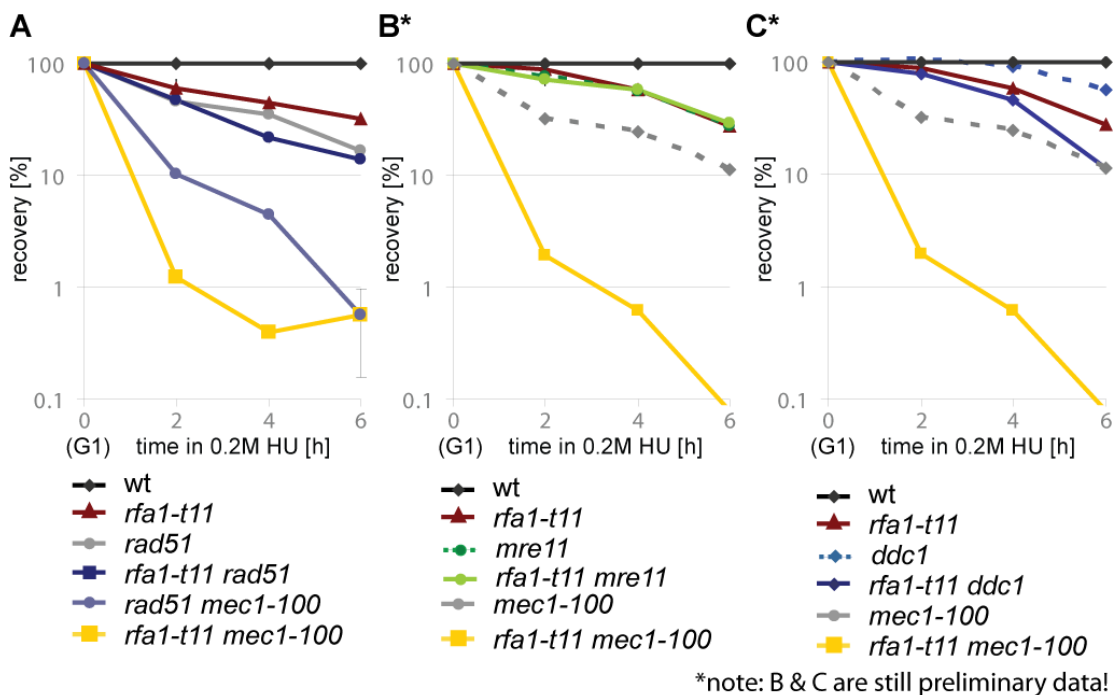 A
B*
C*
recovery [%]
100
10
1
0.1
0
2
4
6
(G1)
time in 0.2M HU [h]
recovery [%]
100
10
1
0.1
0
2
4
6
(G1)
time in 0.2M HU [h]
recovery [%]
100
10
1
0.1
0
2
4
6
(G1)
time in 0.2M HU [h]
wt
rfa1-t11
rad51
rfa1-t11 rad51
rad51 mec1-100
rfa1-t11 mec1-100
wt
rfa1-t11
mre11
rfa1-t11 mre11
mec1-100
rfa1-t11 mec1-100
wt
rfa1-t11
ddc1
rfa1-t11 ddc1
mec1-100
rfa1-t11 mec1-100
*note: B & C are still preliminary data!